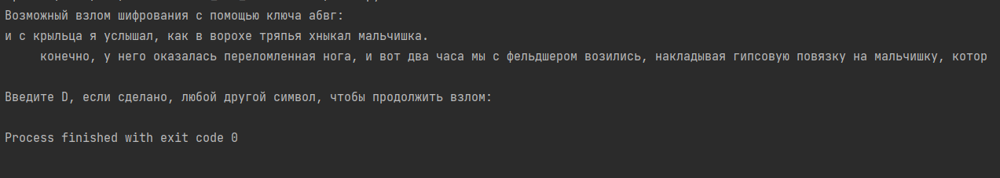 Возможный взлом шифрования с помощью ключа абвг:
и с крыльца я услышал, как в ворохе тряпья хныкал мальчишка.
конечно, у него оказалась переломленная нога, и вот два часа мы с фельдшером возились, накладывая гипсовую повязку на мальчишку, котор
Введите D, если сделано, любой другой символ, чтобы продолжить взлом:
Process finished with exit code 0